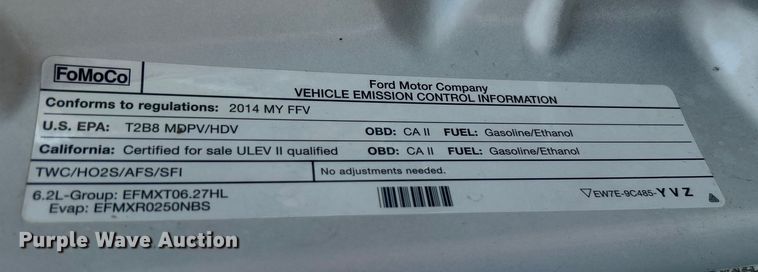 FoMoCo
Ford Motor Company
VEHICLE EMISSION CONTROL INFORMATION
Conforms to regulations: 2014 MY FFV
U.S. EPA: T2B8 MDPV/HDV OBD: CA II FUEL: Gasoline/Ethanol
California: Certified for sale ULEV II qualified OBD: CA II FUEL: Gasoline/Ethanol
TWC/HO2S/AFS/SFI No adjustments needed.
6.2L-Group: EFMXT06.27HL
Evap: EFMXR0250NBS
EW7E-9C485-YVZ
Purple Wave Auction